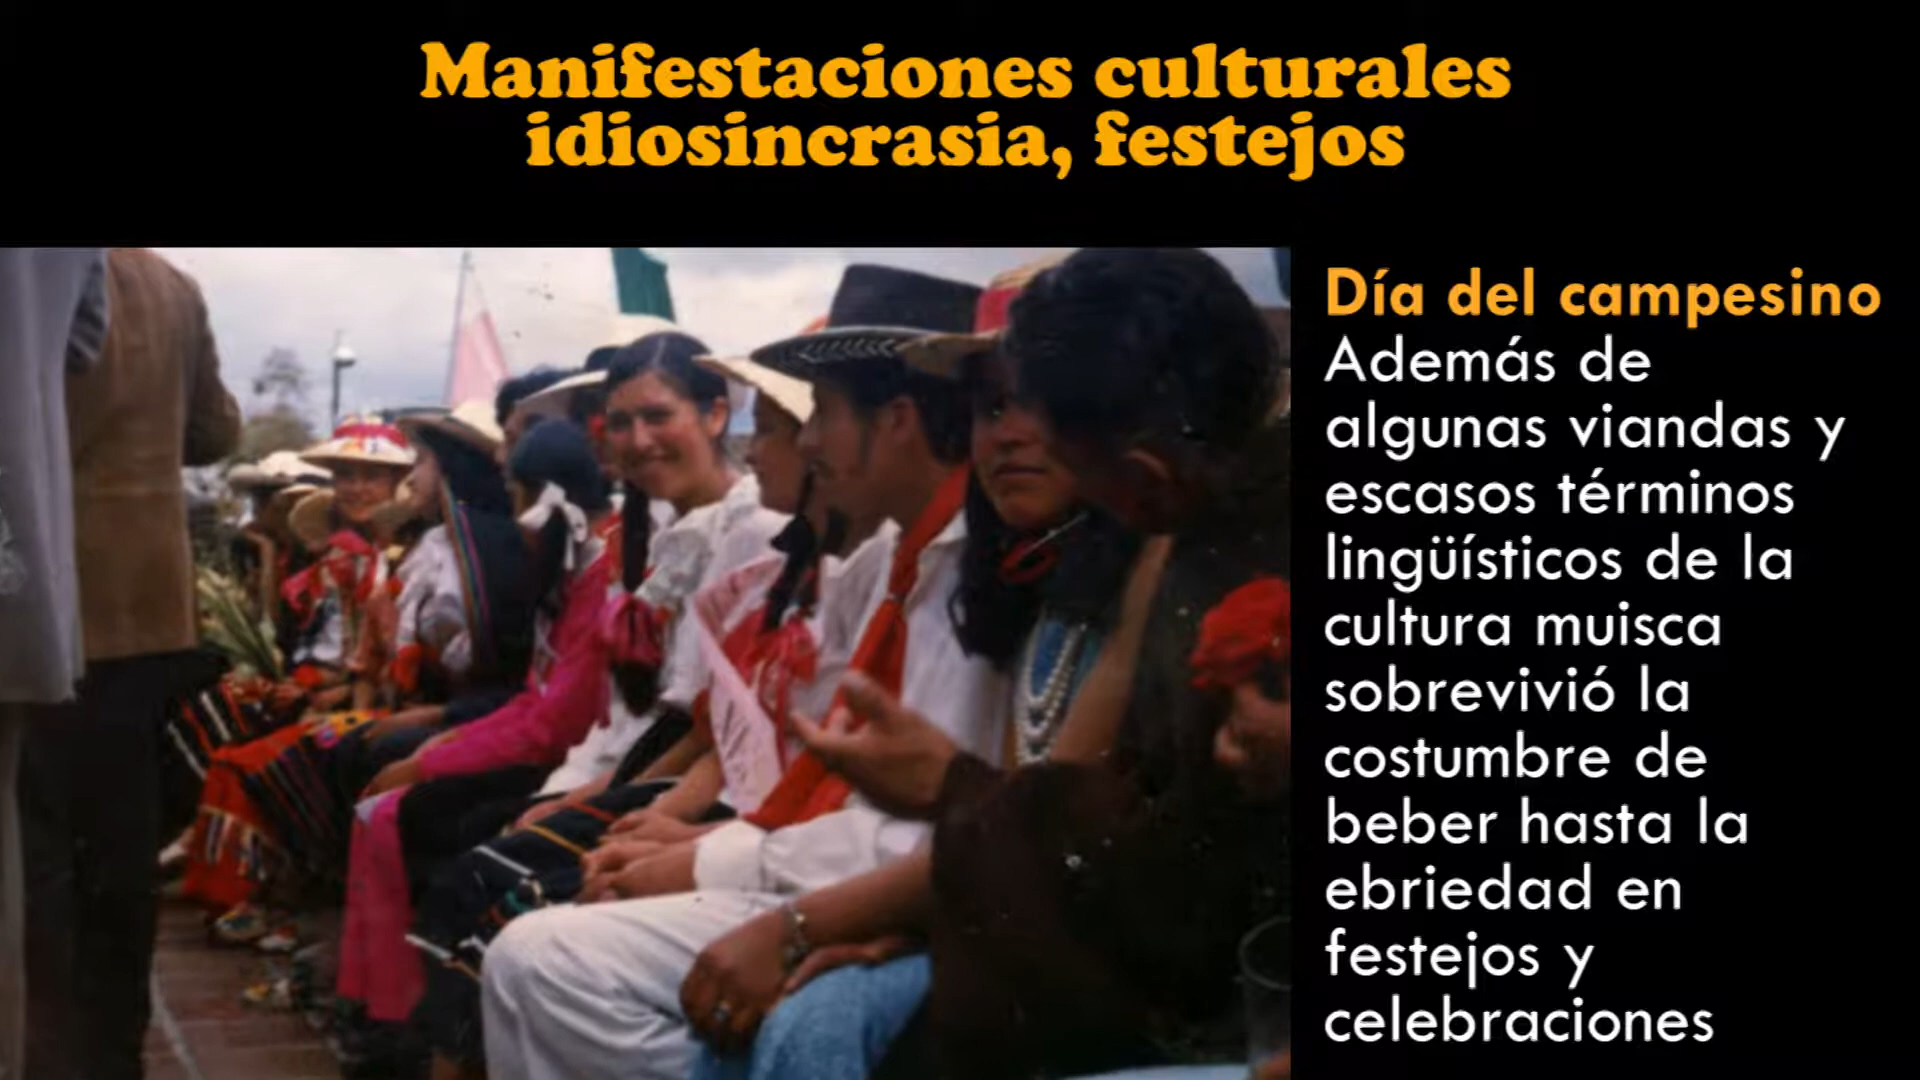 Manifestaciones culturales
idiosincrasia, festejos
Día del campesino
Además de
algunas viandas y
escasos términos
lingüísticos de la
cultura muisca
sobrevivió la
costumbre de
beber hasta la
ebriedad en
festejos y
celebraciones